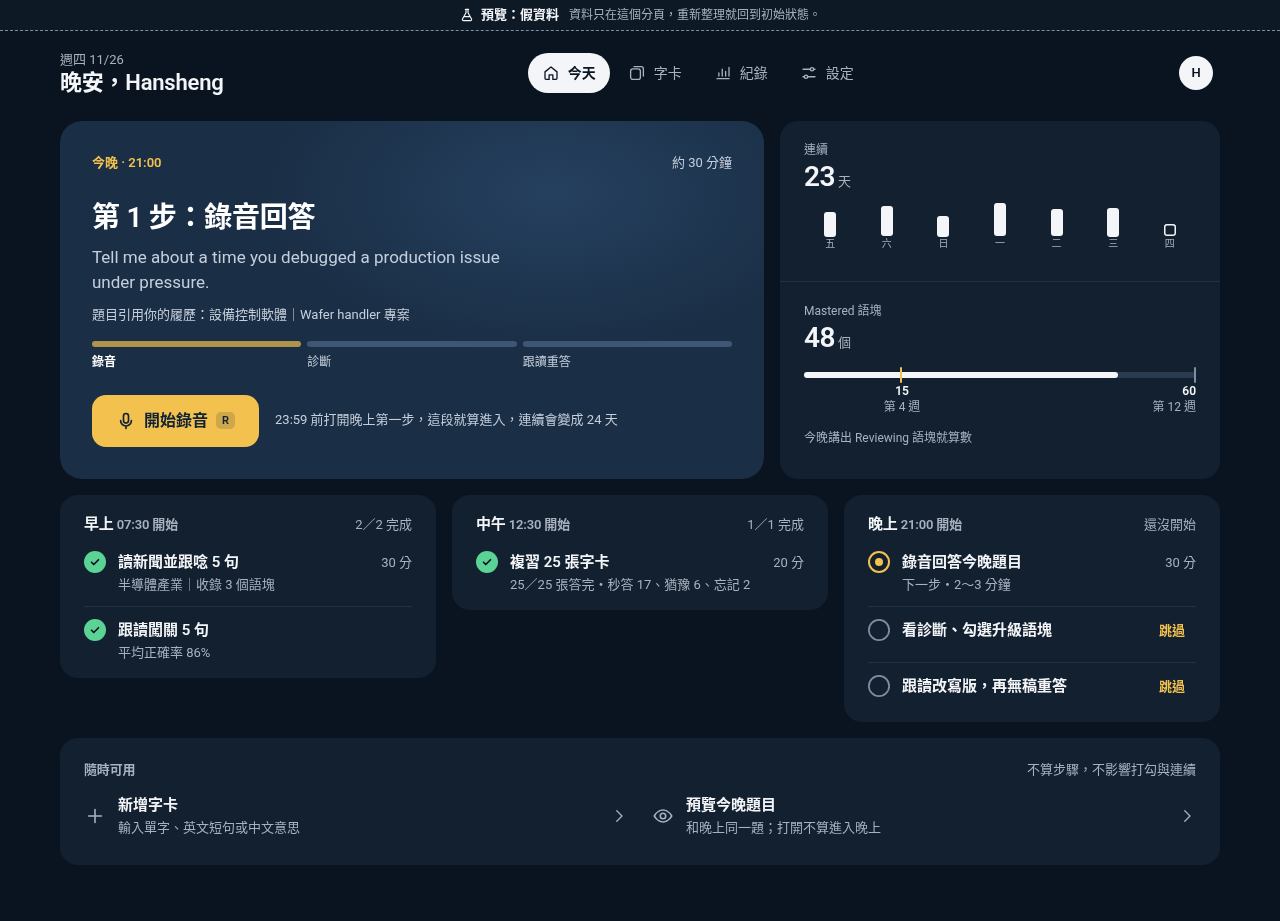 預覽：假資料 資料只在這個分頁，重新整理就回到初始狀態。
週四 11/26
晚安，Hansheng
今天
字卡
紀錄
設定
H
今晚 · 21:00
約 30 分鐘
第 1 步：錄音回答
Tell me about a time you debugged a production issue
under pressure.
題目引用你的履歷：設備控制軟體｜Wafer handler 專案
錄音
診斷
跟讀重答
開始錄音 R
23:59 前打開晚上第一步，這段就算進入，連續會變成 24 天
連續
23 天
五 六 日 一 二 三 四
Mastered 語塊
48 個
15
第 4 週
60
第 12 週
今晚講出 Reviewing 語塊就算數
早上 07:30 開始
2／2 完成
讀新聞並跟唸 5 句
30 分
半導體產業｜收錄 3 個語塊
跟讀闖關 5 句
平均正確率 86%
中午 12:30 開始
1／1 完成
複習 25 張字卡
20 分
25／25 張答完・秒答 17、猶豫 6、忘記 2
晚上 21:00 開始
還沒開始
錄音回答今晚題目
30 分
下一步・2～3 分鐘
看診斷、勾選升級語塊
跳過
跟讀改寫版，再無稿重答
跳過
隨時可用
不算步驟，不影響打勾與連續
新增字卡
輸入單字、英文短句或中文意思
預覽今晚題目
和晚上同一題；打開不算進入晚上